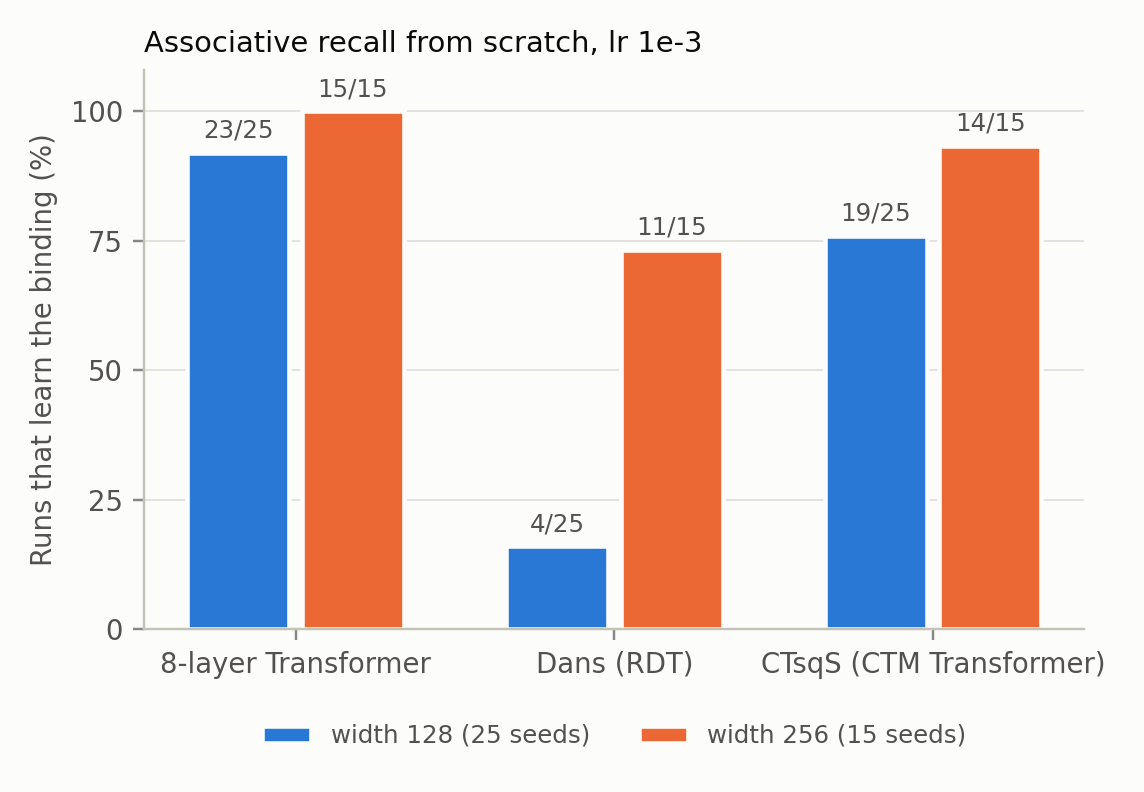 Associative recall from scratch, lr 1e-3
Runs that learn the binding (%)
100
75
50
25
0
23/25
15/15
4/25
11/15
19/25
14/15
8-layer Transformer
Dans (RDT)
CTsqS (CTM Transformer)
width 128 (25 seeds)
width 256 (15 seeds)